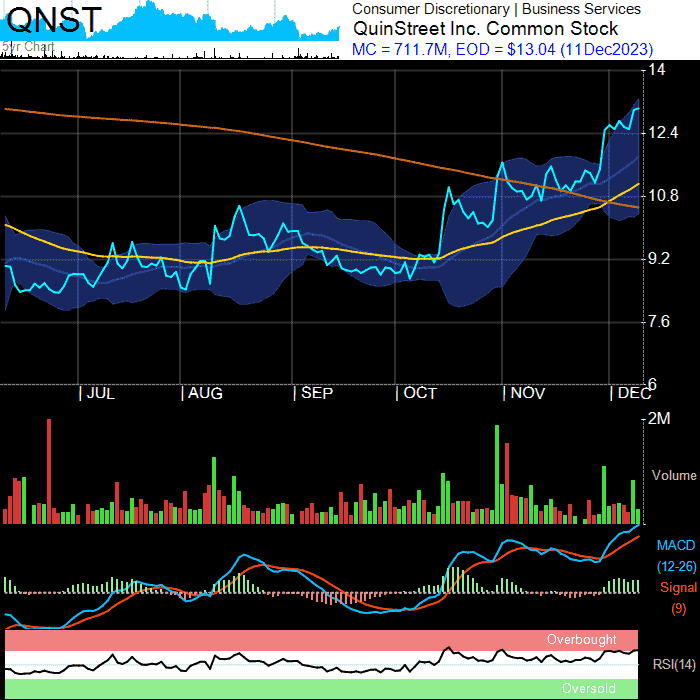 QNST
5yr Chart
Consumer Discretionary | Business Services
QuinStreet Inc. Common Stock
MC = 711.7M, EOD = $13.04 (11Dec2023)
14
12.4
10.8
9.2
7.6
6
| JUL | AUG | SEP | OCT | NOV | DEC
2M
Volume
MACD
(12-26)
Signal
(9)
Overbought
RSI(14)
Oversold